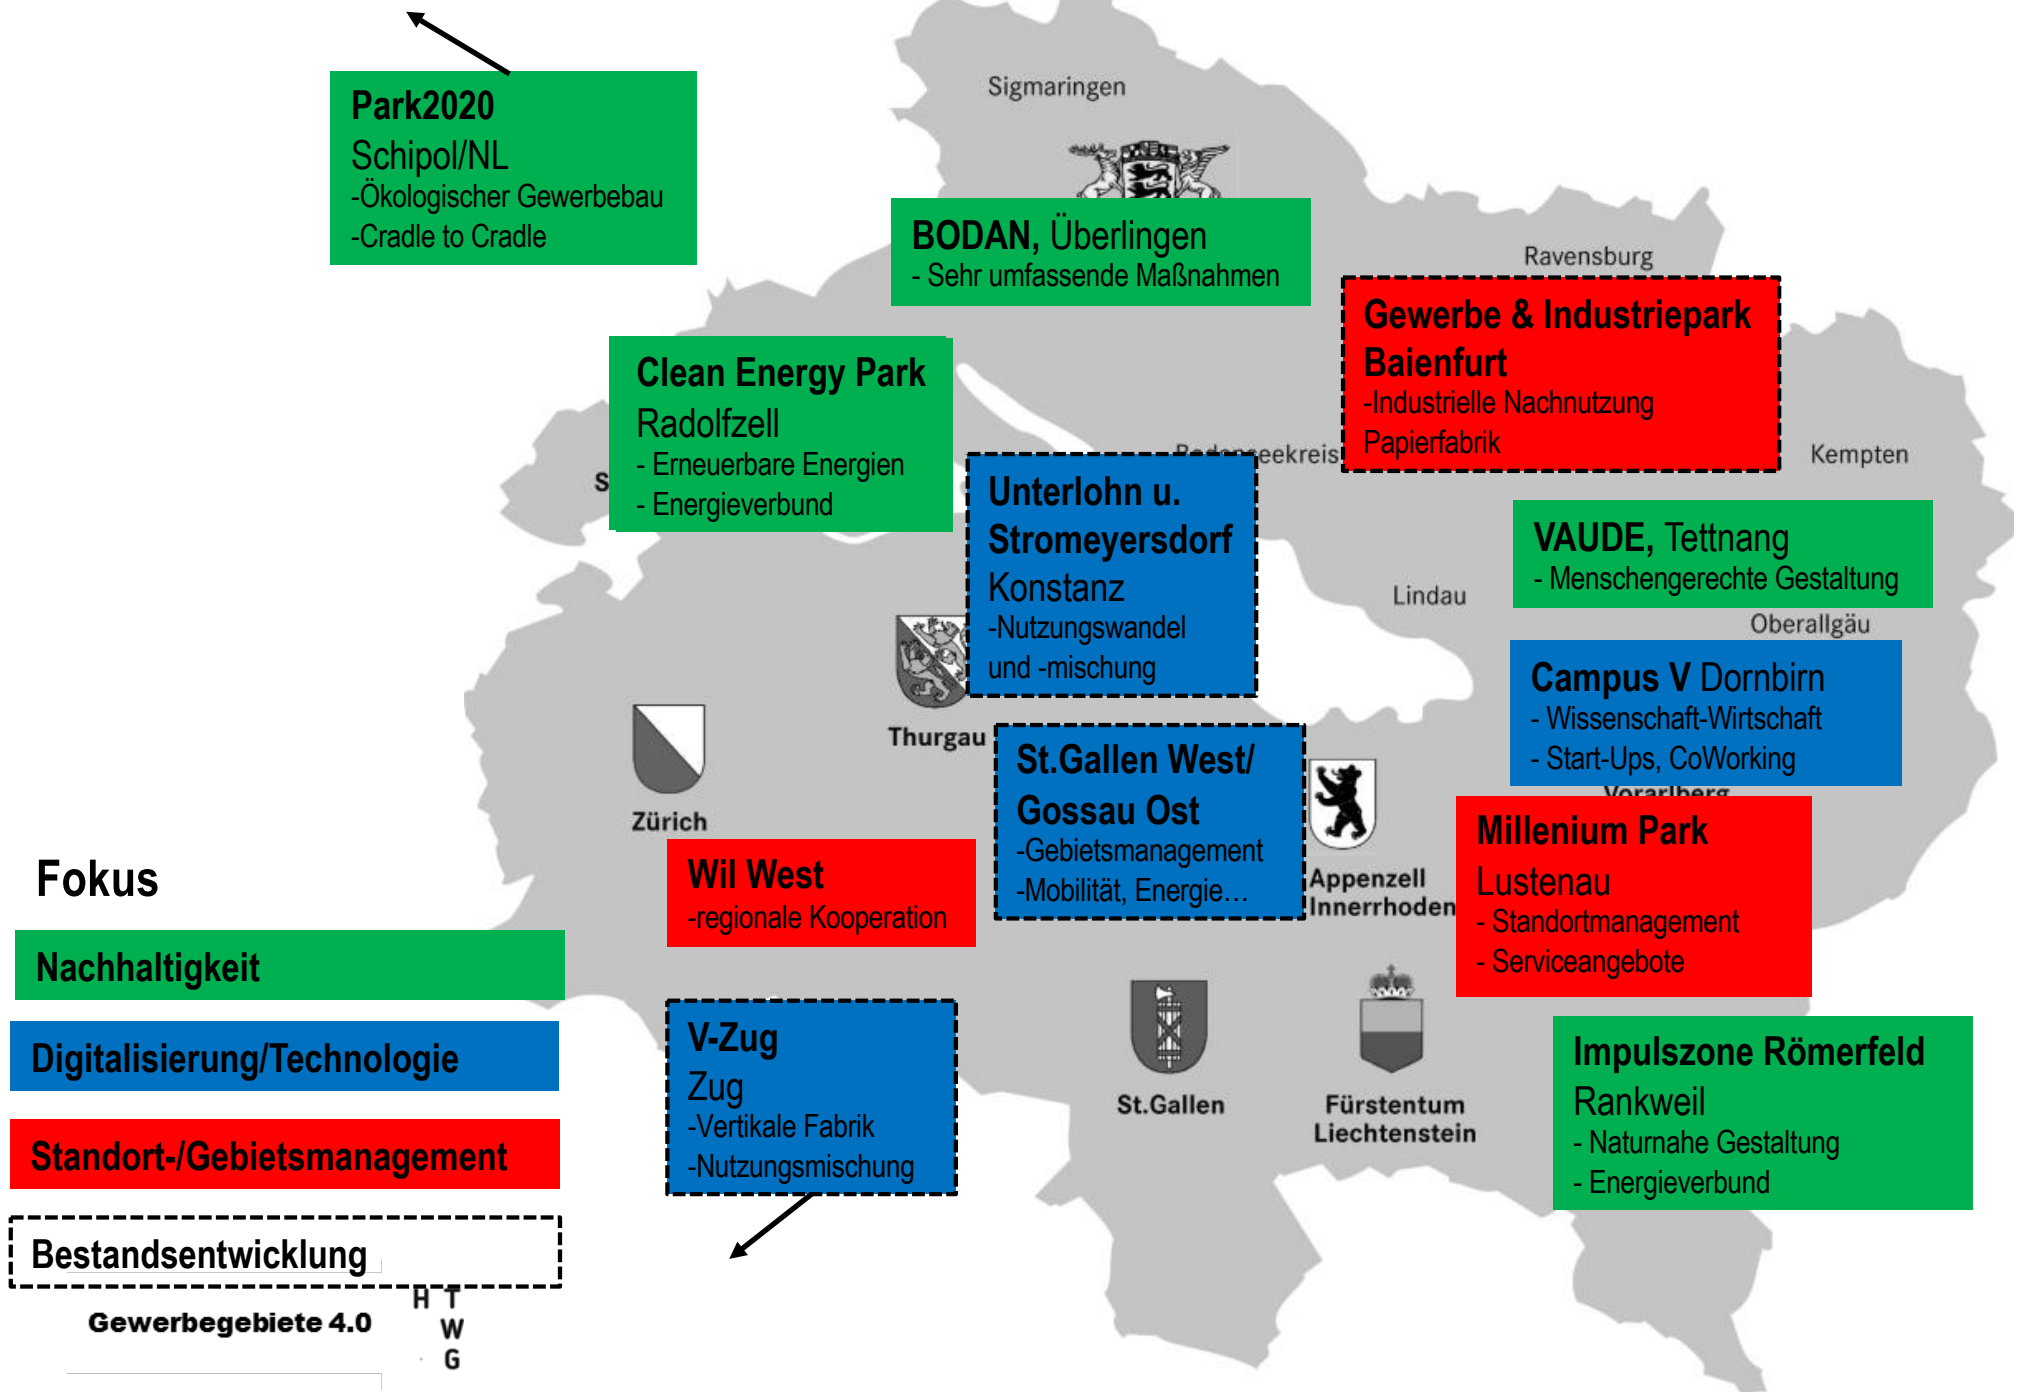 Park2020
Schipol/NL
-Ökologischer Gewerbebau
-Cradle to Cradle
Sigmaringen
BODAN, Überlingen
- Sehr umfassende Maßnahmen
Ravensburg
Gewerbe & Industriepark
Baienfurt
-Industrielle Nachnutzung
Papierfabrik
Clean Energy Park
Radolfzell
- Erneuerbare Energien
- Energieverbund
S
Bodenseekreis
Kempten
Unterlohn u.
Stromeyersdorf
Konstanz
-Nutzungswandel
und -mischung
VAUDE, Tettnang
- Menschengerechte Gestaltung
Lindau
Oberallgäu
Campus V Dornbirn
- Wissenschaft-Wirtschaft
- Start-Ups, CoWorking
Vorarlberg
Thurgau
Zürich
St.Gallen West/
Gossau Ost
-Gebietsmanagement
-Mobilität, Energie…
Appenzell
Innerrhoden
Millenium Park
Lustenau
- Standortmanagement
- Serviceangebote
Wil West
-regionale Kooperation
V-Zug
Zug
-Vertikale Fabrik
-Nutzungsmischung
St.Gallen
Fürstentum
Liechtenstein
Impulszone Römerfeld
Rankweil
- Naturnahe Gestaltung
- Energieverbund
Fokus
Nachhaltigkeit
Digitalisierung/Technologie
Standort-/Gebietsmanagement
Bestandsentwicklung
Gewerbegebiete 4.0
H T
W
G